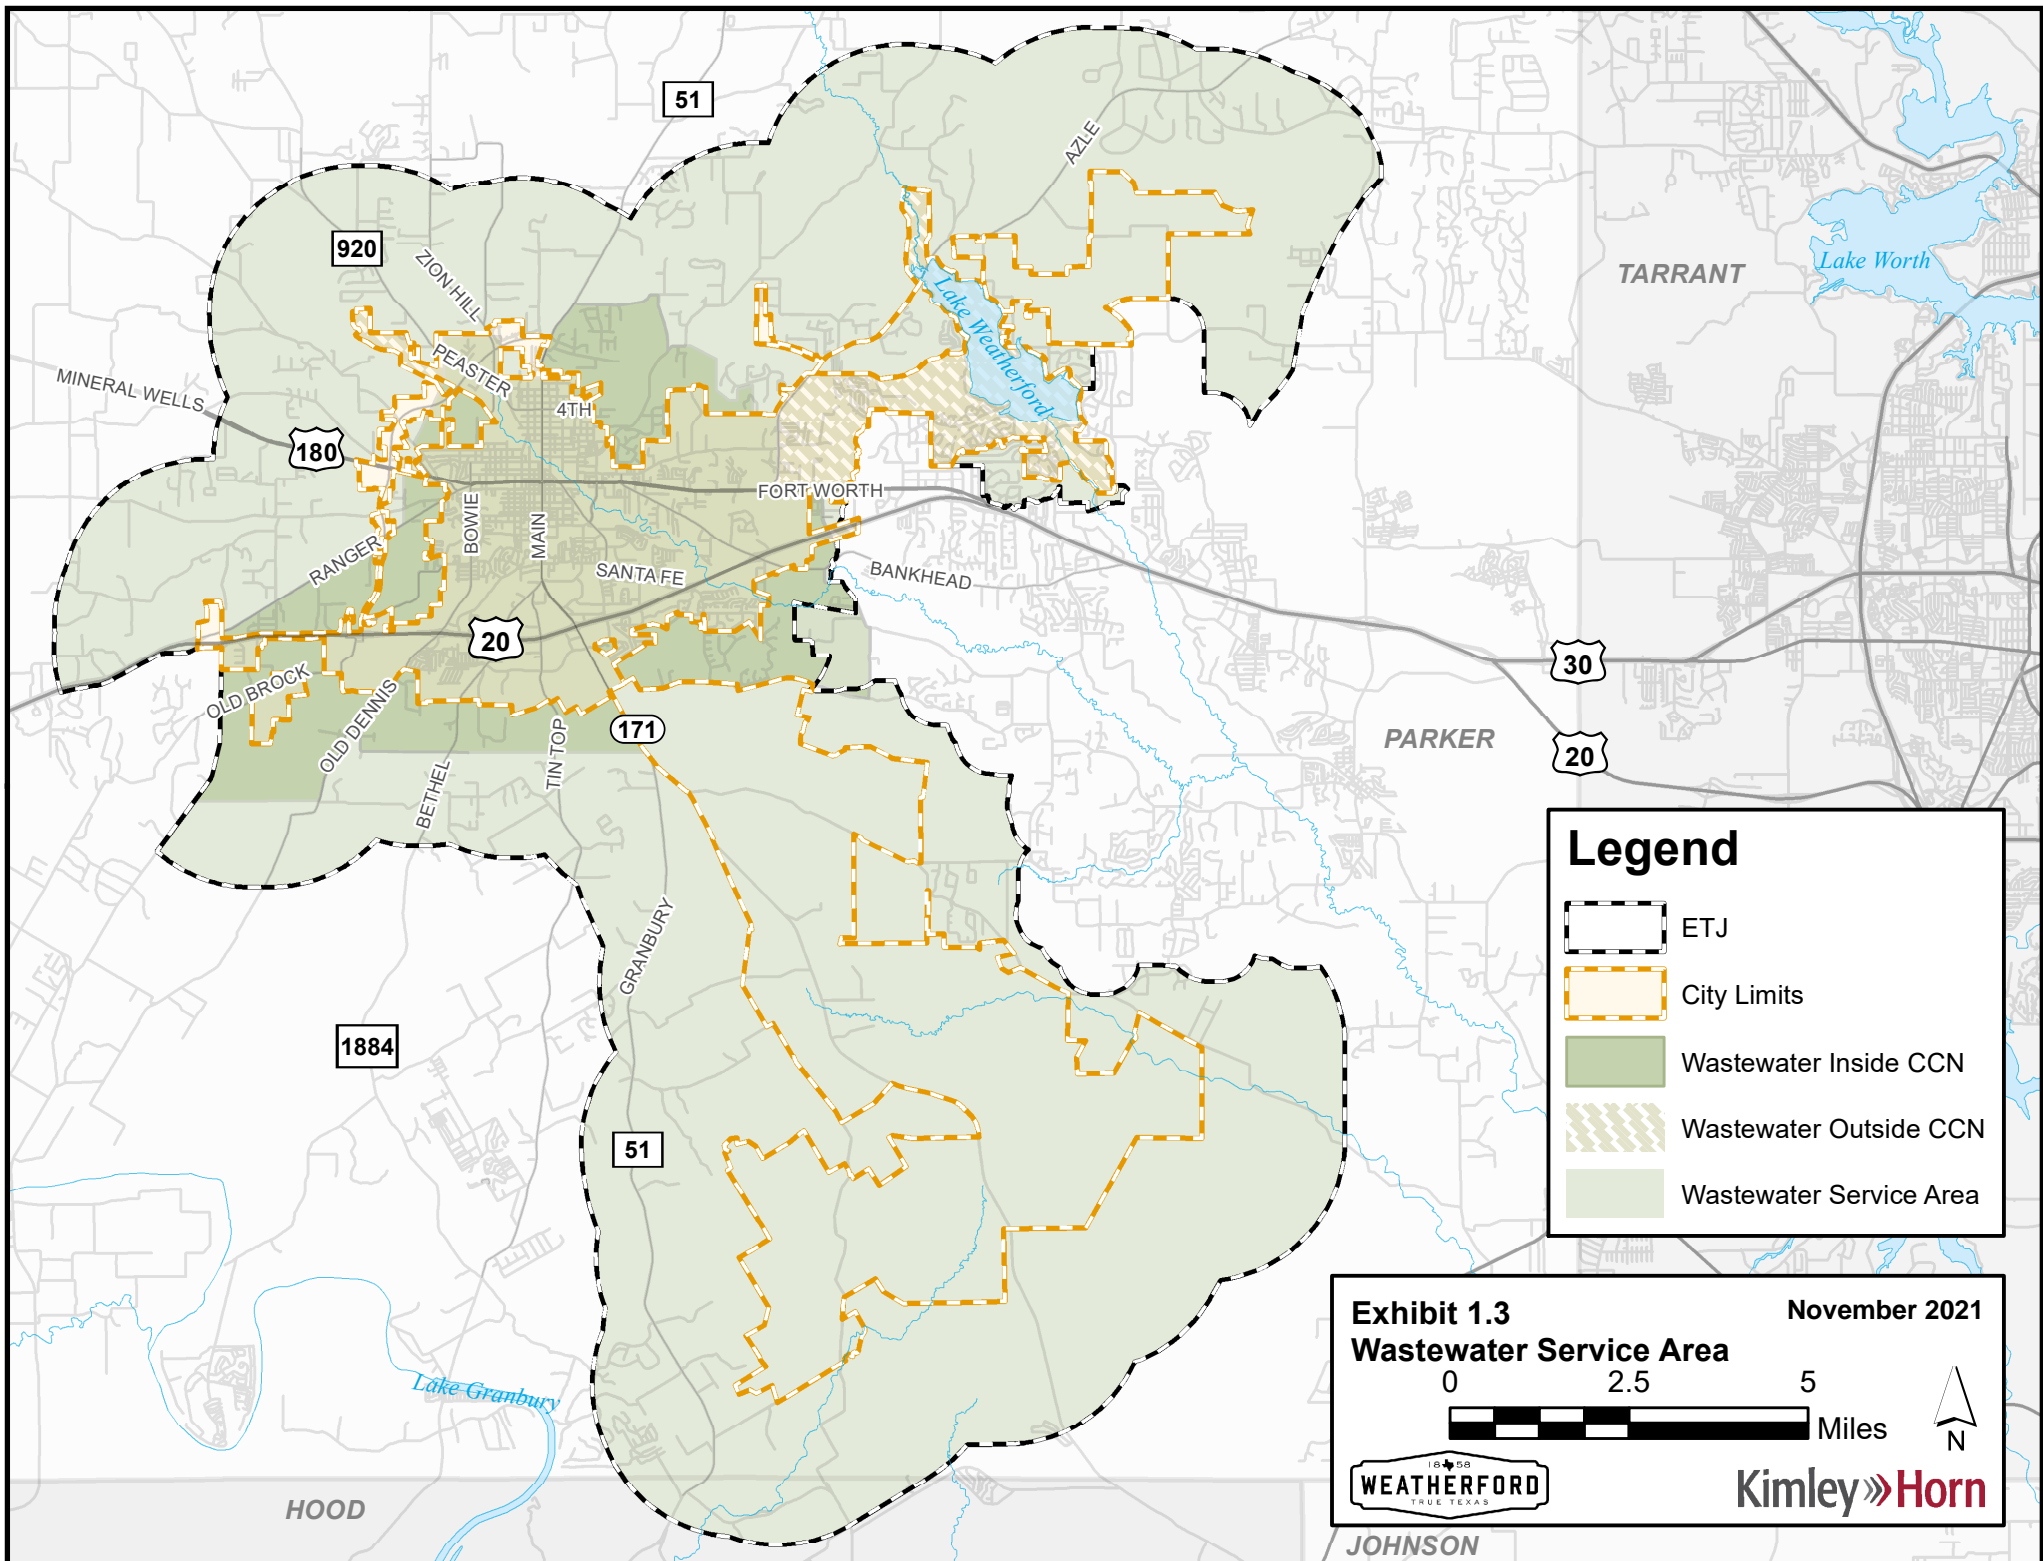 51
AZLE
920
ZION HILL
TARRANT
Lake Worth
Lake Weatherford
PEASTER
MINERAL WELLS
4TH
180
FORT WORTH
BOWIE
MAIN
RANGER
SANTA FE
BANKHEAD
20
30
OLD BROCK
OLD DENNIS
171
TIN TOP
PARKER
20
BETHEL
GRANBURY
1884
51
Lake Granbury
HOOD
JOHNSON
Legend
ETJ
City Limits
Wastewater Inside CCN
Wastewater Outside CCN
Wastewater Service Area
Exhibit 1.3 November 2021
Wastewater Service Area
0 2.5 5
Miles
N
1858
WEATHERFORD
TRUE TEXAS
Kimley Horn